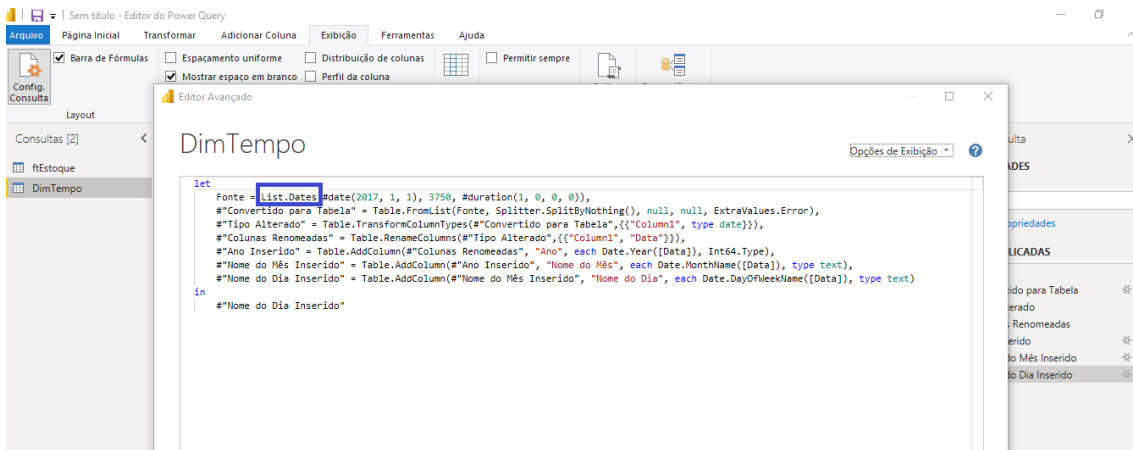 Sem título - Editor do Power Query
Arquivo Página Inicial Transformar Adicionar Coluna Exibição Ferramentas Ajuda
Barra de Fórmulas Espaçamento uniforme Distribuição de colunas Permitir sempre
Mostrar espaço em branco Perfil da coluna
Config.
Consulta
Layout
Editor Avançado
Consultas [2]
ftEstoque
DimTempo
DimTempo
Opções de Exibição
let
Fonte = List.Dates(#date(2017, 1, 1), 3750, #duration(1, 0, 0, 0)),
#"Convertido para Tabela" = Table.FromList(Fonte, Splitter.SplitByNothing(), null, null, ExtraValues.Error),
#"Tipo Alterado" = Table.TransformColumnTypes(#"Convertido para Tabela",{{"Column1", type date}}),
#"Colunas Renomeadas" = Table.RenameColumns(#"Tipo Alterado",{{"Column1", "Data"}}),
#"Ano Inserido" = Table.AddColumn(#"Colunas Renomeadas", "Ano", each Date.Year([Data]), Int64.Type),
#"Nome do Mês Inserido" = Table.AddColumn(#"Ano Inserido", "Nome do Mês", each Date.MonthName([Data]), type text),
#"Nome do Dia Inserido" = Table.AddColumn(#"Nome do Mês Inserido", "Nome do Dia", each Date.DayOfWeekName([Data]), type text)
in
#"Nome do Dia Inserido"
ulta
ADES
opriedades
LICADAS
ido para Tabela
erado
Renomeadas
erido
lo Mês Inserido
lo Dia Inserido